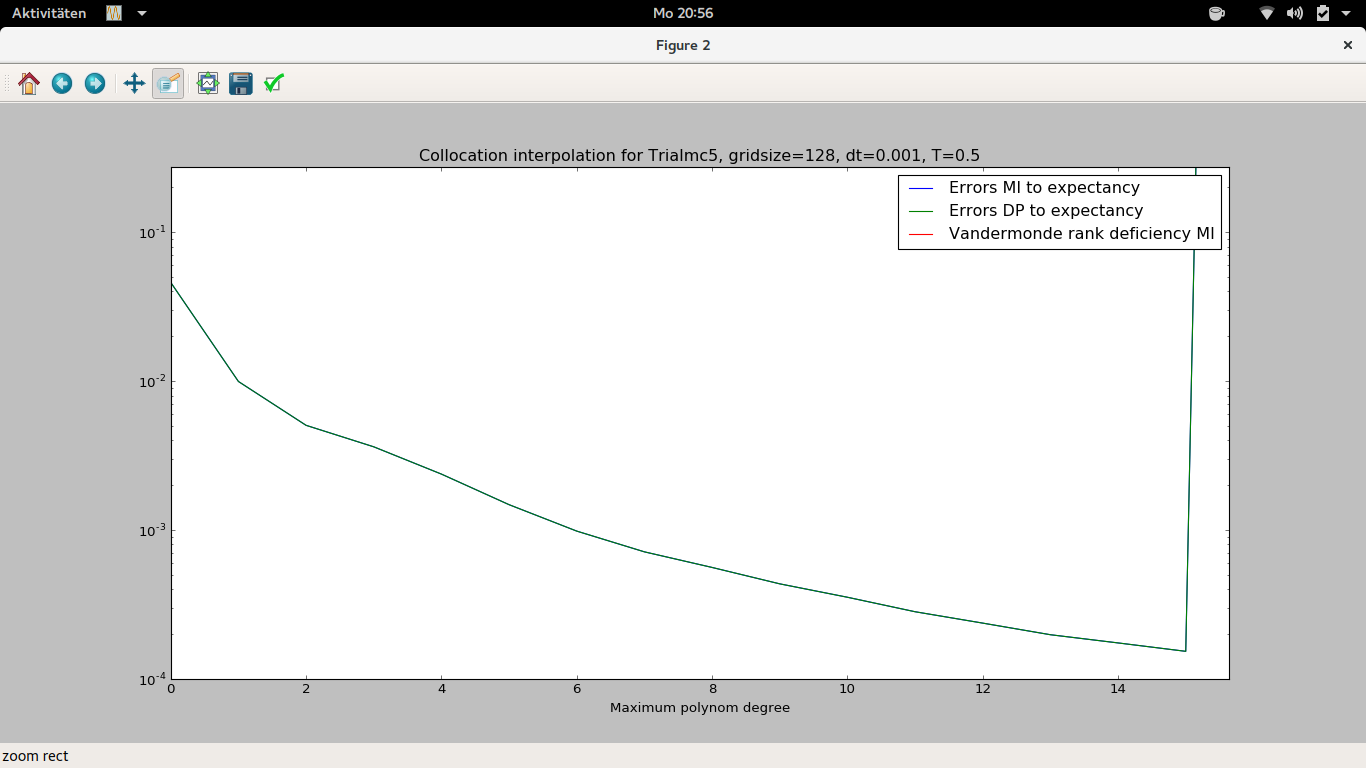 Aktivitäten
Mo 20:56
Figure 2
Collocation interpolation for Trialmc5, gridsize=128, dt=0.001, T=0.5
Errors MI to expectancy
Errors DP to expectancy
Vandermonde rank deficiency MI
10^-1
10^-2
10^-3
10^-4
0 2 4 6 8 10 12 14
Maximum polynom degree
zoom rect